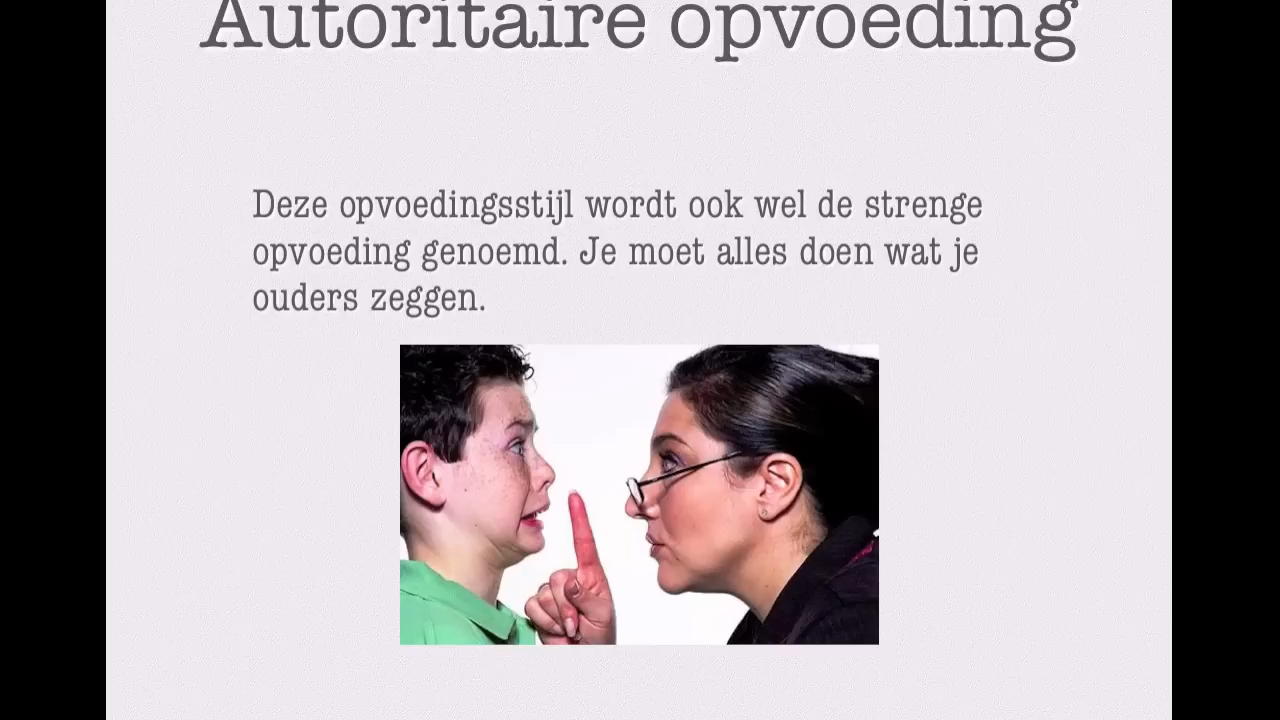 Autoritaire opvoeding
Deze opvoedingsstijl wordt ook wel de strenge
opvoeding genoemd. Je moet alles doen wat je
ouders zeggen.